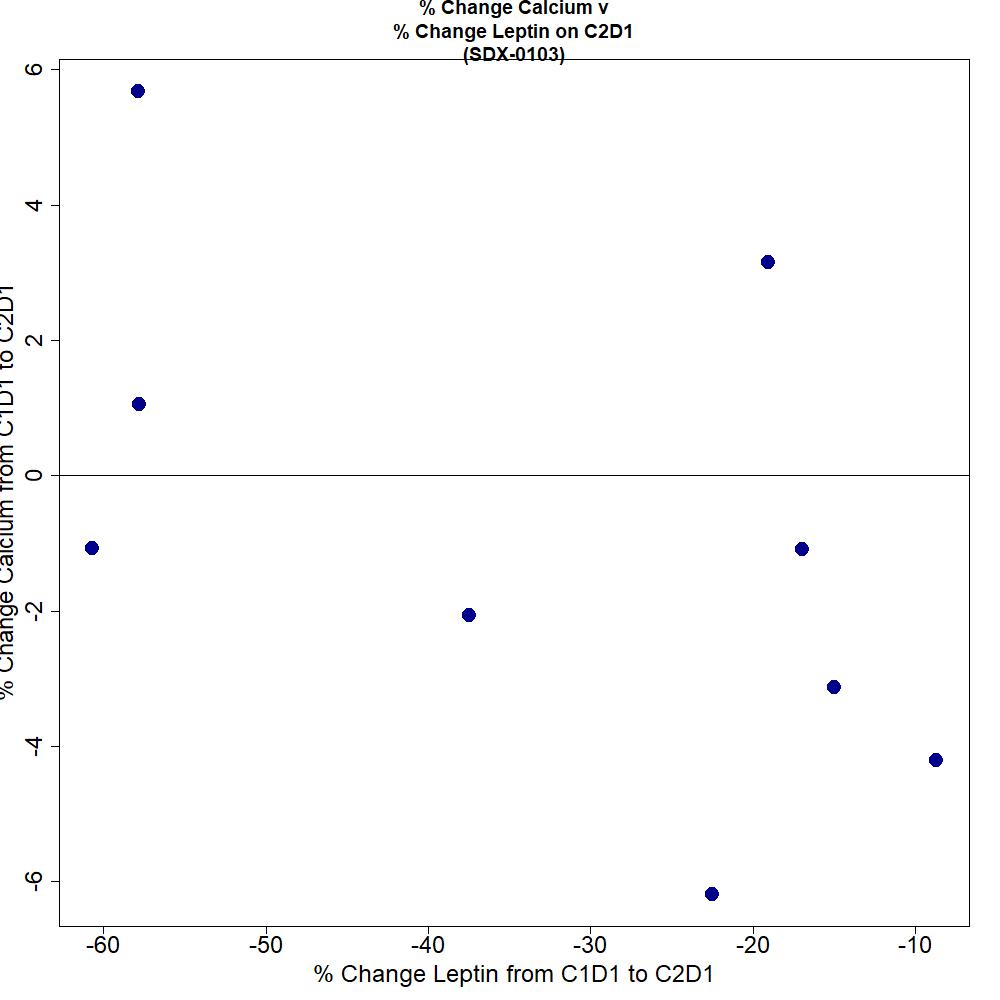 % Change Calcium v
% Change Leptin on C2D1
(SDX-0103)
% Change Calcium from C1D1 to C2D1
6
4
2
0
-2
-4
-6
-60
-50
-40
-30
-20
-10
% Change Leptin from C1D1 to C2D1